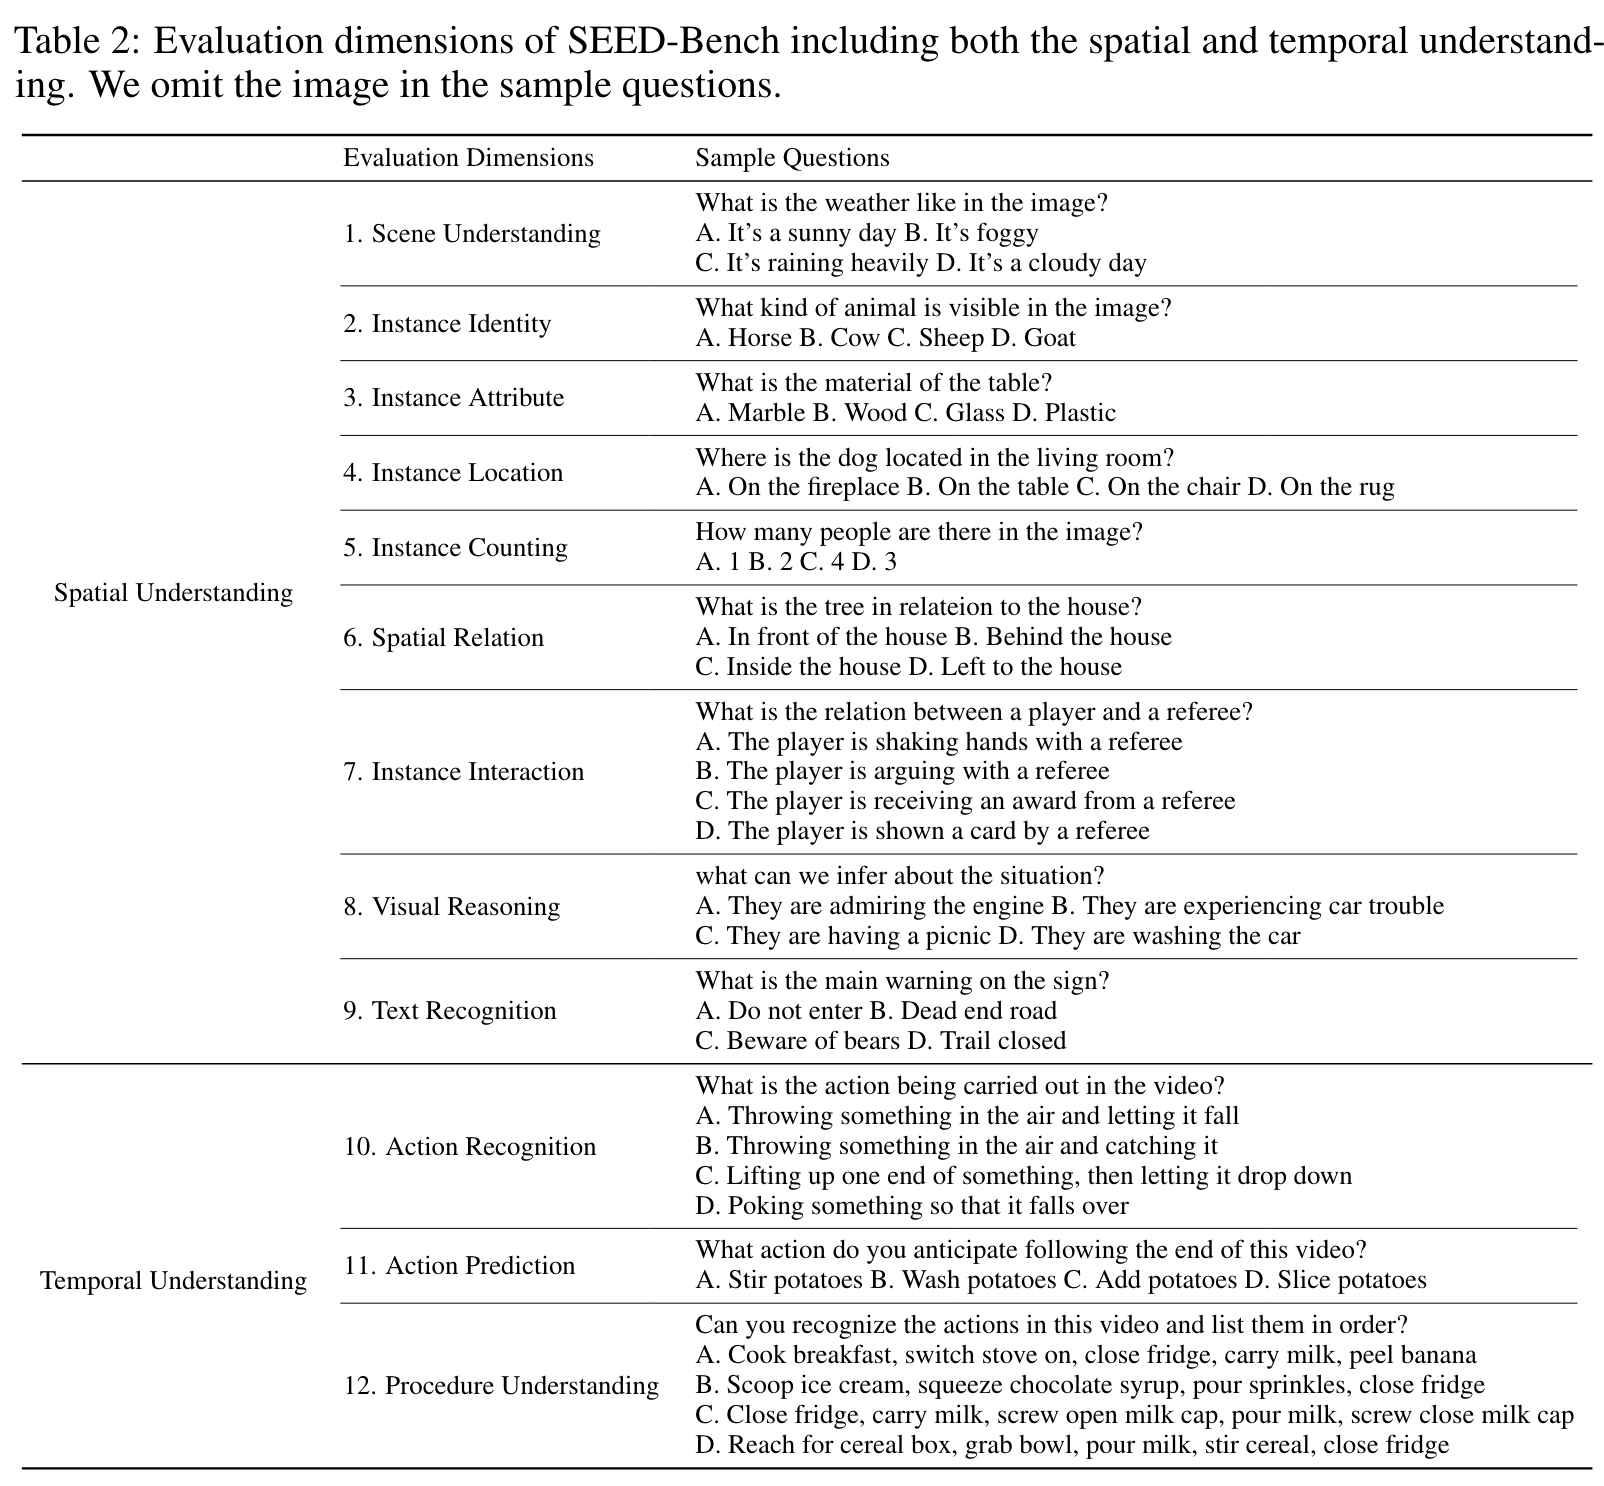 Table 2: Evaluation dimensions of SEED-Bench including both the spatial and temporal understand-
ing. We omit the image in the sample questions.
Evaluation Dimensions Sample Questions
Spatial Understanding
1. Scene Understanding
What is the weather like in the image?
A. It's a sunny day B. It's foggy
C. It's raining heavily D. It's a cloudy day
2. Instance Identity
What kind of animal is visible in the image?
A. Horse B. Cow C. Sheep D. Goat
3. Instance Attribute
What is the material of the table?
A. Marble B. Wood C. Glass D. Plastic
4. Instance Location
Where is the dog located in the living room?
A. On the fireplace B. On the table C. On the chair D. On the rug
5. Instance Counting
How many people are there in the image?
A. 1 B. 2 C. 4 D. 3
6. Spatial Relation
What is the tree in relateion to the house?
A. In front of the house B. Behind the house
C. Inside the house D. Left to the house
7. Instance Interaction
What is the relation between a player and a referee?
A. The player is shaking hands with a referee
B. The player is arguing with a referee
C. The player is receiving an award from a referee
D. The player is shown a card by a referee
8. Visual Reasoning
what can we infer about the situation?
A. They are admiring the engine B. They are experiencing car trouble
C. They are having a picnic D. They are washing the car
9. Text Recognition
What is the main warning on the sign?
A. Do not enter B. Dead end road
C. Beware of bears D. Trail closed
Temporal Understanding
10. Action Recognition
What is the action being carried out in the video?
A. Throwing something in the air and letting it fall
B. Throwing something in the air and catching it
C. Lifting up one end of something, then letting it drop down
D. Poking something so that it falls over
11. Action Prediction
What action do you anticipate following the end of this video?
A. Stir potatoes B. Wash potatoes C. Add potatoes D. Slice potatoes
12. Procedure Understanding
Can you recognize the actions in this video and list them in order?
A. Cook breakfast, switch stove on, close fridge, carry milk, peel banana
B. Scoop ice cream, squeeze chocolate syrup, pour sprinkles, close fridge
C. Close fridge, carry milk, screw open milk cap, pour milk, screw close milk cap
D. Reach for cereal box, grab bowl, pour milk, stir cereal, close fridge